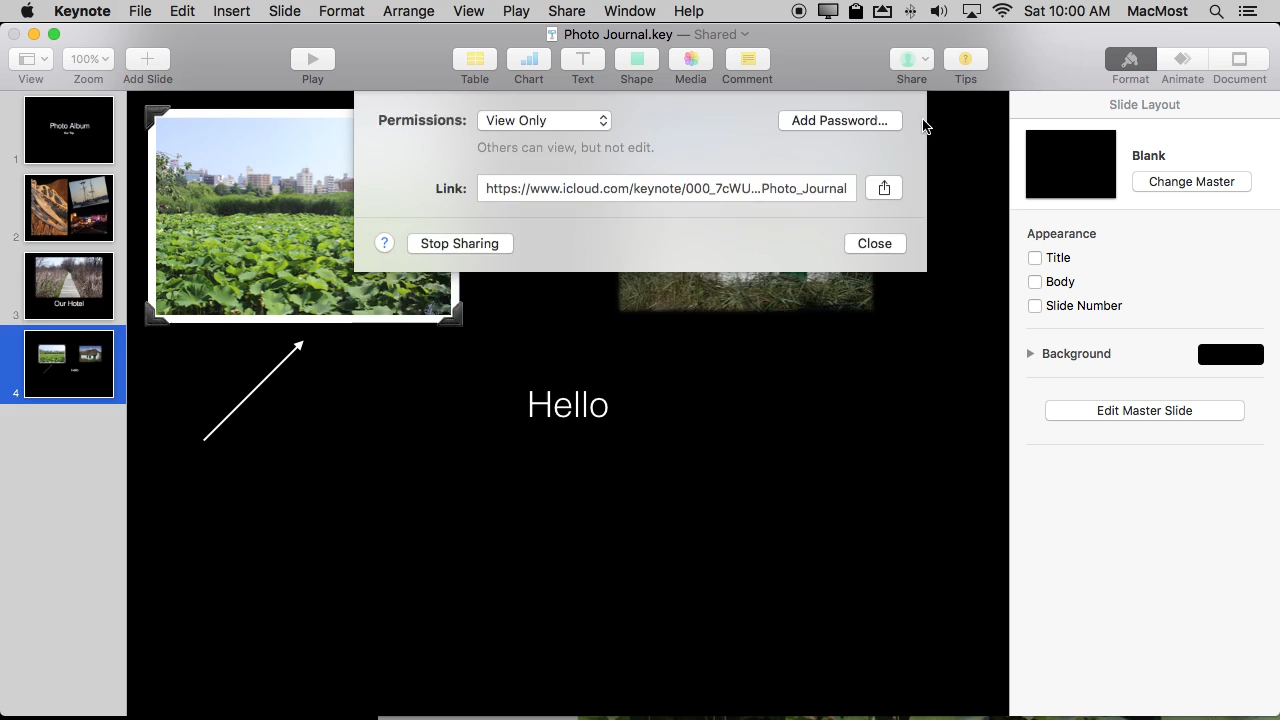 Keynote File Edit Insert Slide Format Arrange View Play Share Window Help Sat 10:00 AM MacMost
Photo Journal.key — Shared
100%
View Zoom Add Slide Play Table Chart Text Shape Media Comment Share Tips Format Animate Document
Slide Layout
Blank
Change Master
Appearance
Title
Body
Slide Number
Background
Edit Master Slide
Permissions: View Only Add Password...
Others can view, but not edit.
Link: https://www.icloud.com/keynote/000_7cWU...Photo_Journal
? Stop Sharing Close
Photo Album
1
2
Our Hotel
3
Hello
4
Hello